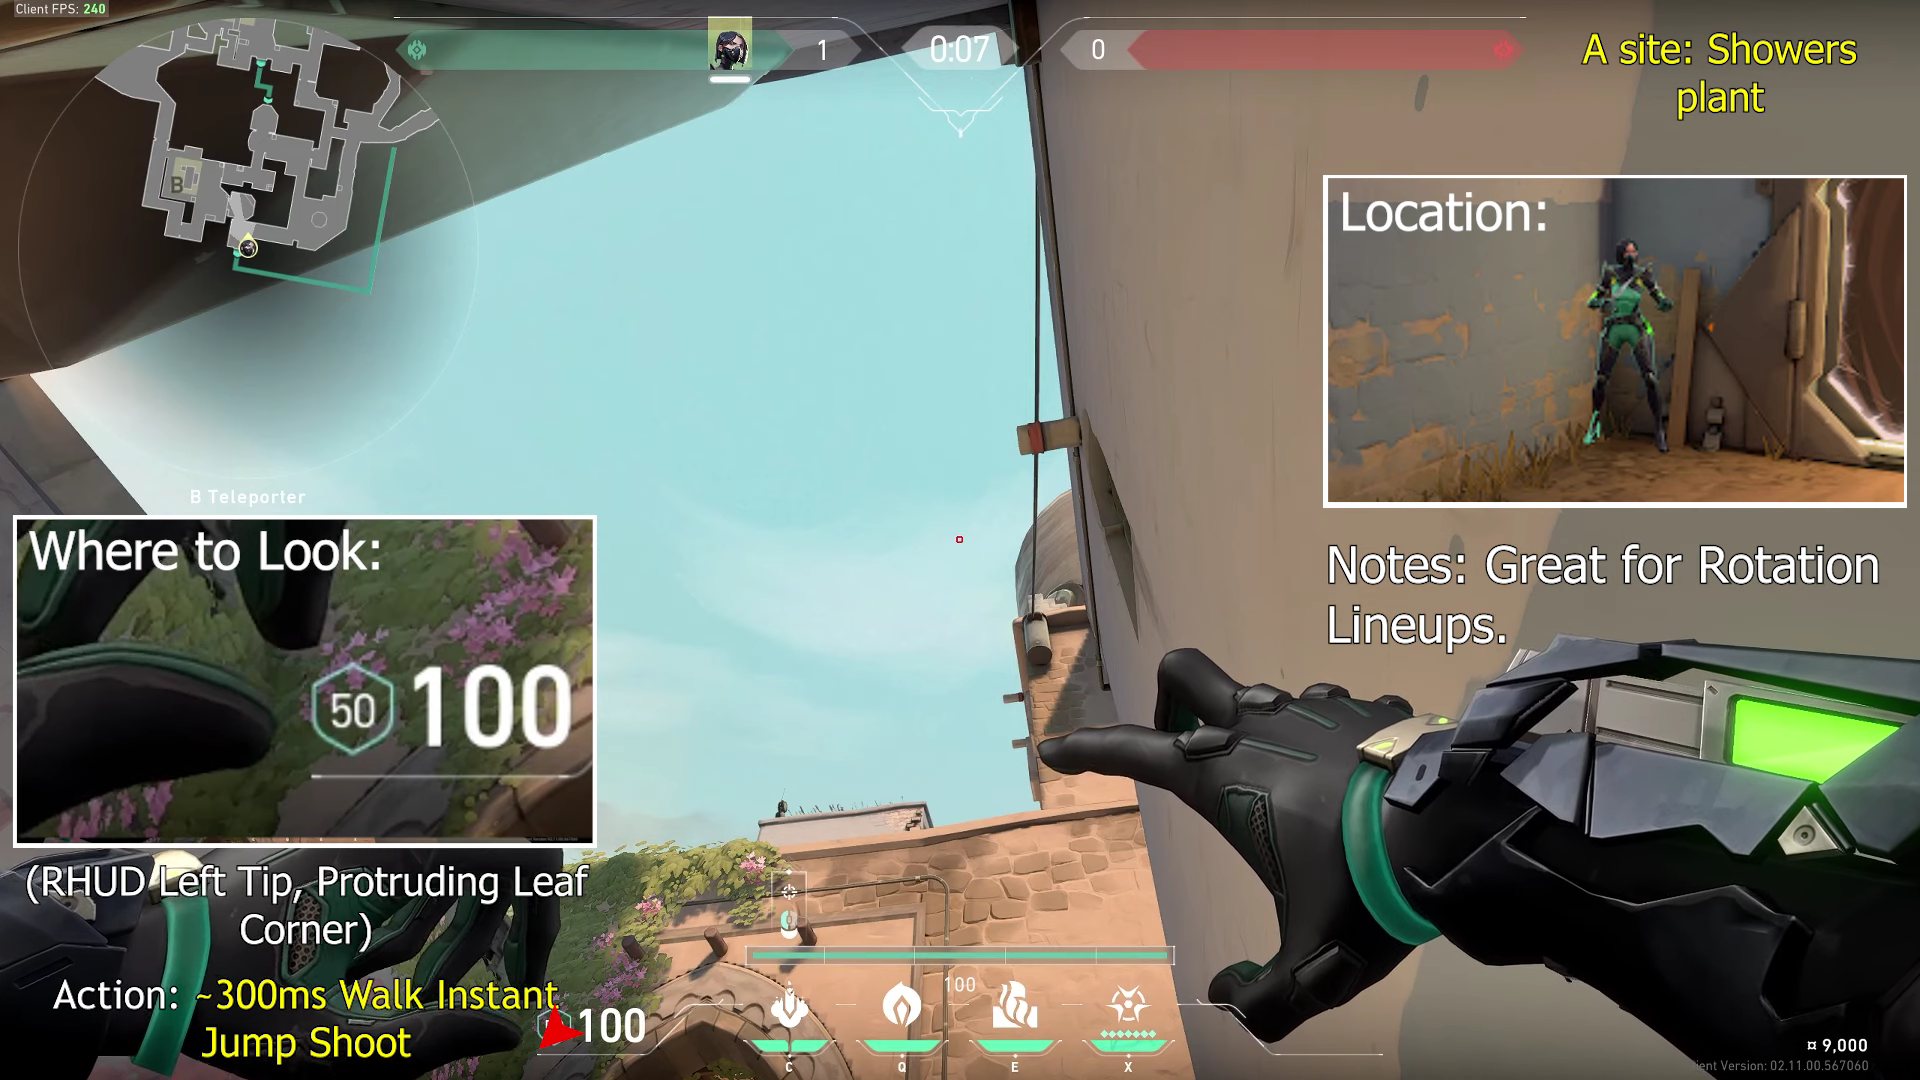 Client FPS: 240
1
0:07
0
A site: Showers
plant
B
Location:
B Teleporter
Where to Look:
50 100
Notes: Great for Rotation
Lineups.
(RHUD Left Tip, Protruding Leaf
Corner)
Action: ~300ms Walk Instant
Jump Shoot
100
100
C Q E X
¤ 9,000
ent Version: 02.11.00.567060